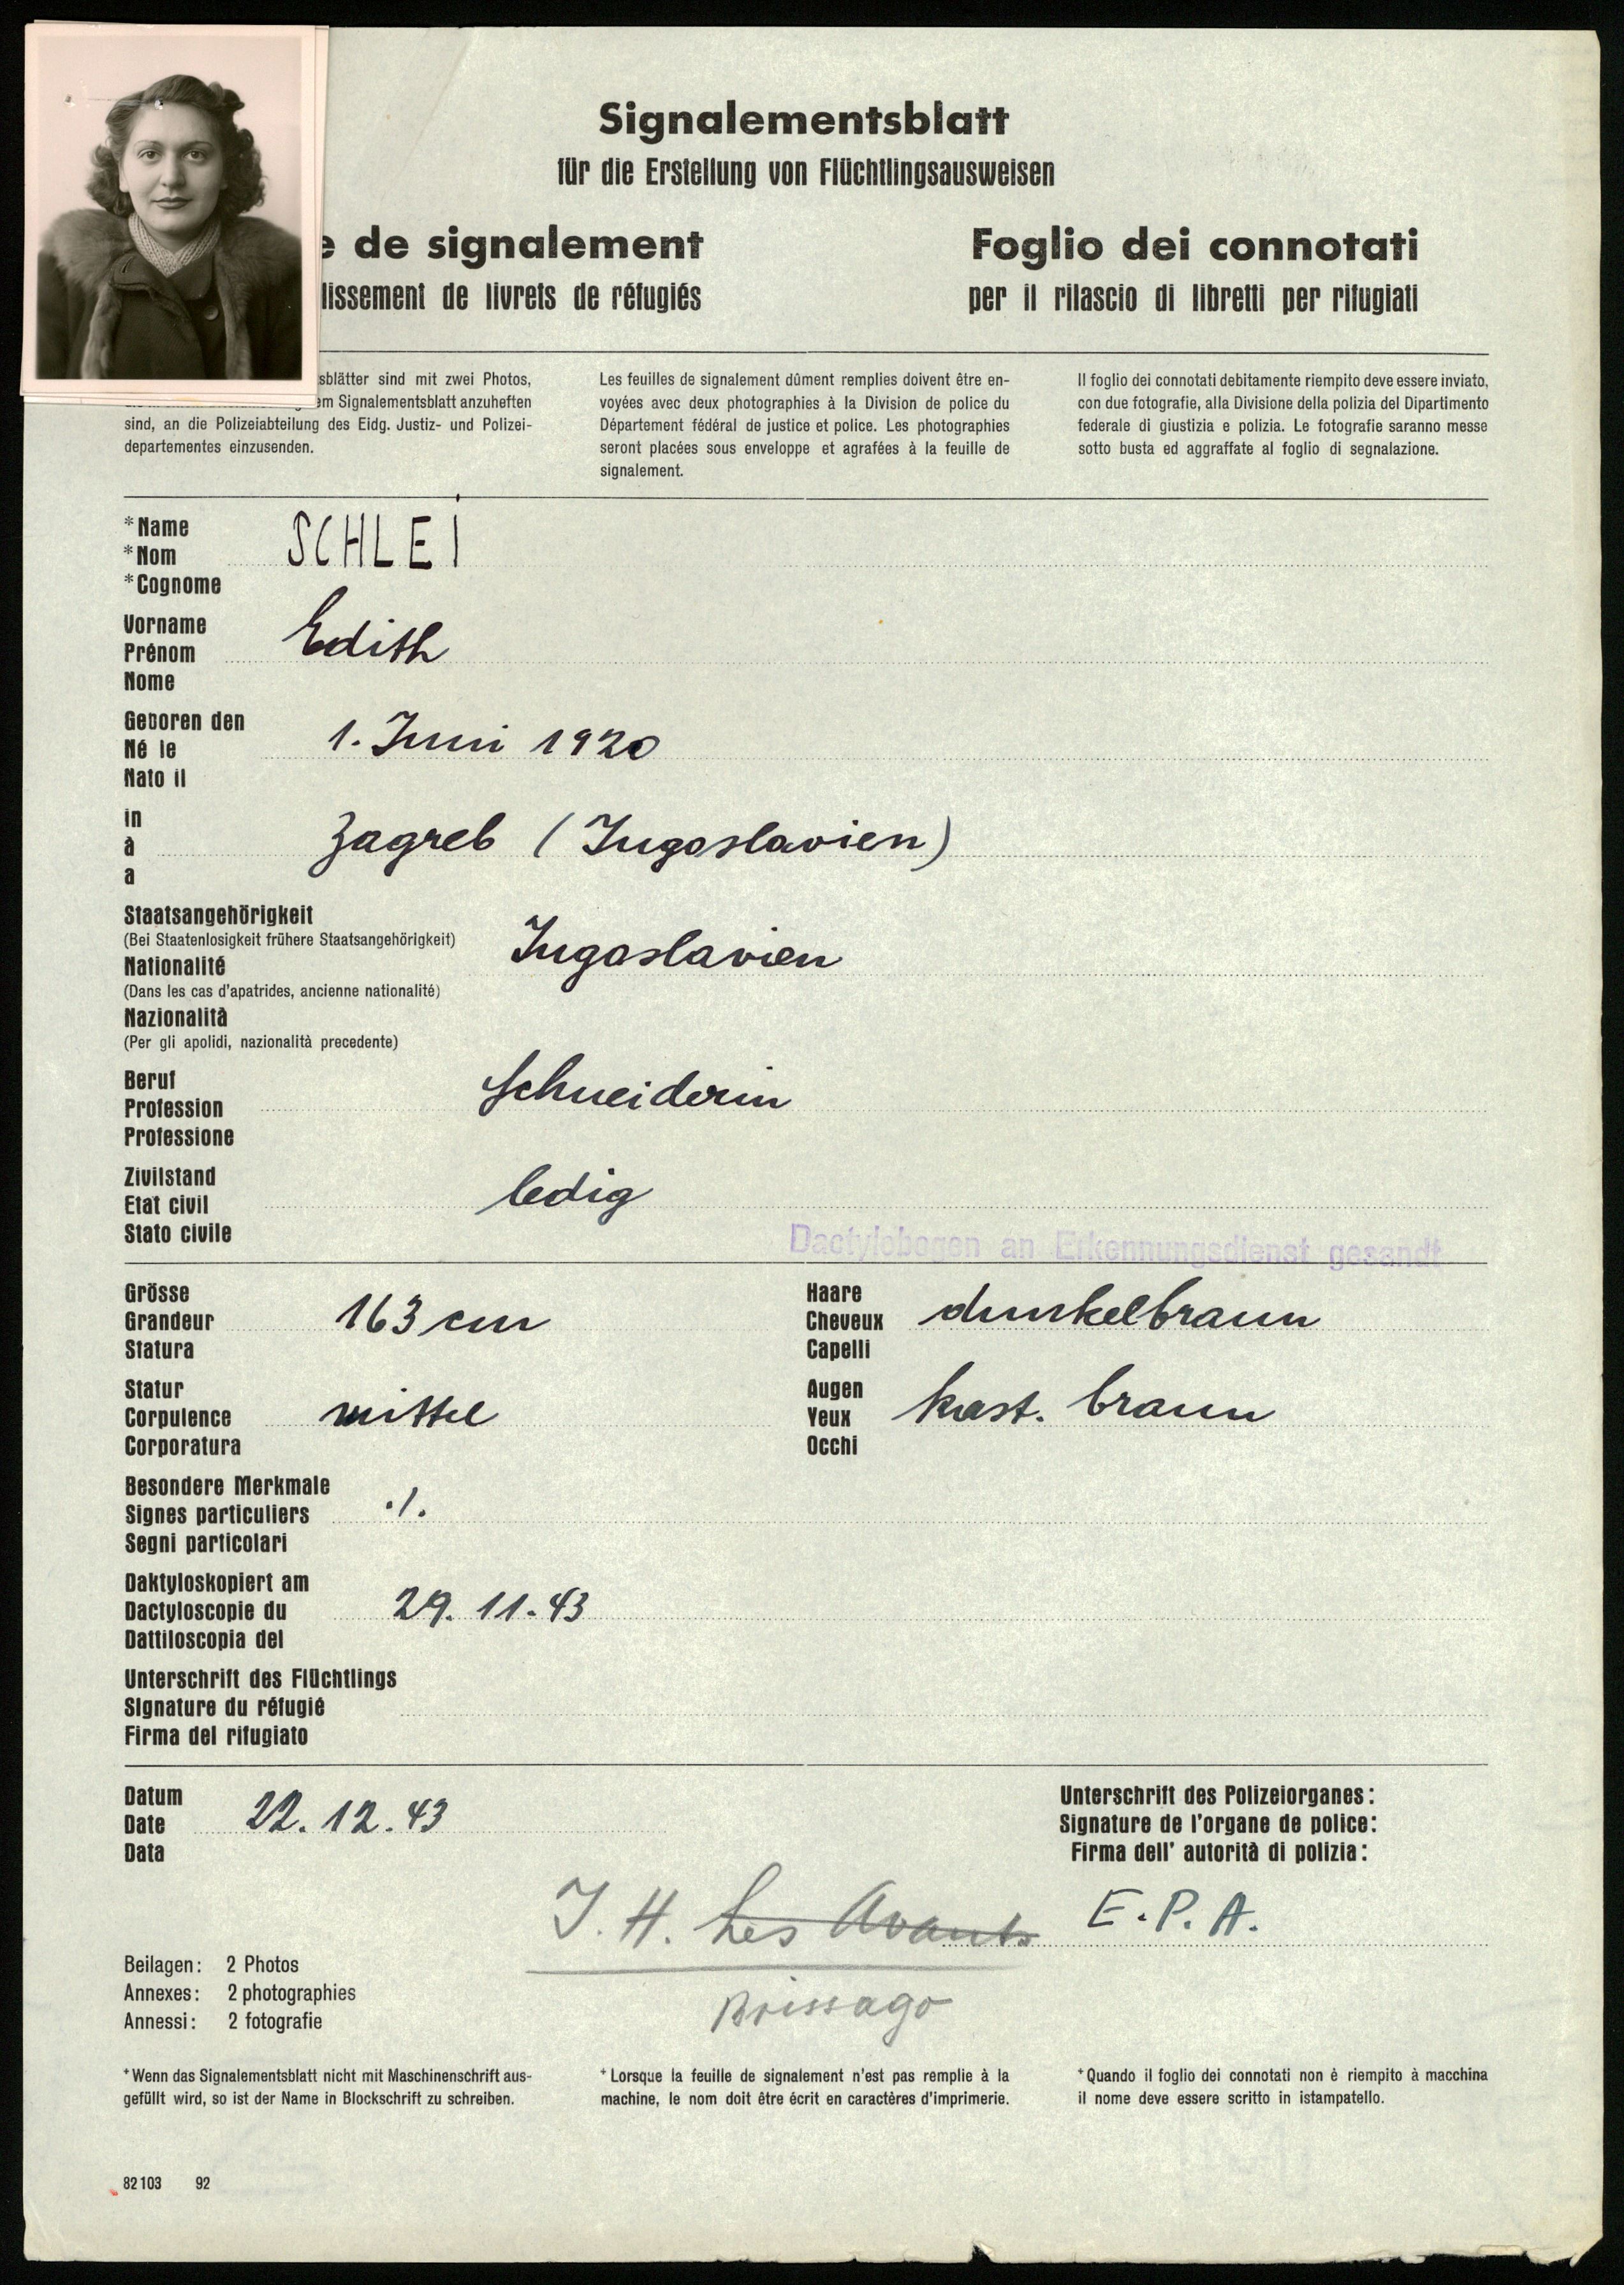 Signalementsblatt
für die Erstellung von Flüchtlingsausweisen
e de signalement
lissement de livrets de réfugiés
Foglio dei connotati
per il rilascio di libretti per rifugiati
sblätter sind mit zwei Photos,
em Signalementsblatt anzuheften
sind, an die Polizeiabteilung des Eidg. Justiz- und Polizei-
departementes einzusenden.
Les feuilles de signalement dûment remplies doivent être en-
voyées avec deux photographies à la Division de police du
Département fédéral de justice et police. Les photographies
seront placées sous enveloppe et agrafées à la feuille de
signalement.
Il foglio dei connotati debitamente riempito deve essere inviato,
con due fotografie, alla Divisione della polizia del Dipartimento
federale di giustizia e polizia. Le fotografie saranno messe
sotto busta ed aggraffate al foglio di segnalazione.
*Name
*Nom SCHLEI
*Cognome
Vorname
Prénom Edith
Nome
Geboren den
Né le 1. Juni 1920
Nato il
in
à Zagreb (Jugoslavien)
a
Staatsangehörigkeit
(Bei Staatenlosigkeit frühere Staatsangehörigkeit)
Nationalité Jugoslavien
(Dans les cas d'apatrides, ancienne nationalité)
Nazionalità
(Per gli apolidi, nazionalità precedente)
Beruf
Profession Schneiderin
Professione
Zivilstand
Etat civil ledig
Stato civile
Dactylobogen an Erkennungsdienst gesandt
Grösse
Grandeur 163 cm
Statura
Haare
Cheveux dunkelbraun
Capelli
Statur
Corpulence mittel
Corporatura
Augen
Yeux kast. braun
Occhi
Besondere Merkmale
Signes particuliers ./.
Segni particolari
Daktyloskopiert am
Dactyloscopie du 29. 11. 43
Dattiloscopia del
Unterschrift des Flüchtlings
Signature du réfugié
Firma del rifugiato
Datum
Date 22. 12. 43
Data
Unterschrift des Polizeiorganes:
Signature de l'organe de police:
Firma dell' autorità di polizia:
J. H. Les Avants
E. P. A.
Brissago
Beilagen: 2 Photos
Annexes: 2 photographies
Annessi: 2 fotografie
+Wenn das Signalementsblatt nicht mit Maschinenschrift aus-
gefüllt wird, so ist der Name in Blockschrift zu schreiben.
+Lorsque la feuille de signalement n'est pas remplie à la
machine, le nom doit être écrit en caractères d'imprimerie.
+Quando il foglio dei connotati non è riempito à macchina
il nome deve essere scritto in istampatello.
82103 92